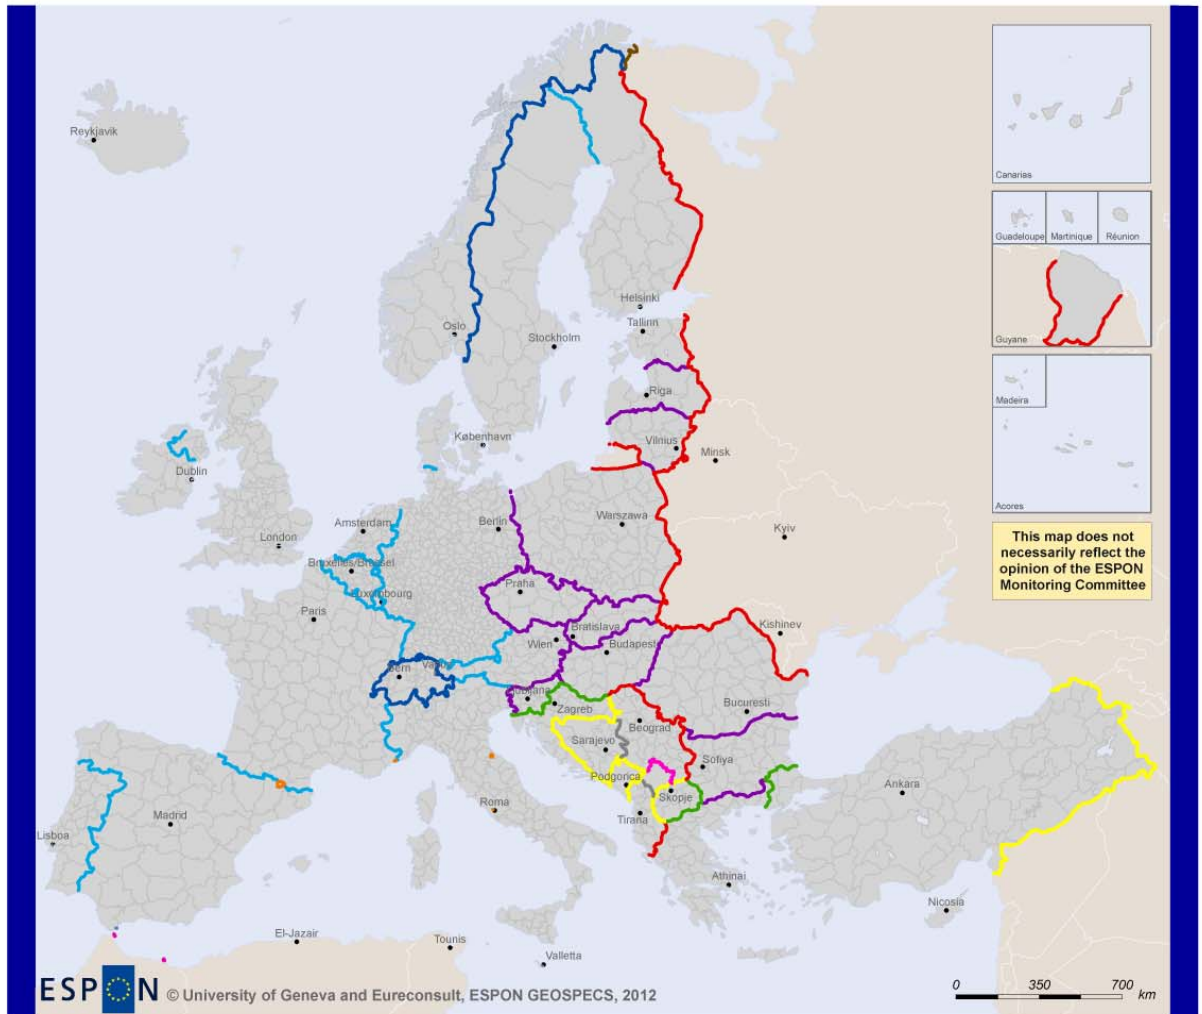 Reykjavik
Canarias
Guadeloupe
Martinique
Réunion
Guyane
Helsinki
Oslo
Tallinn
Stockholm
Riga
Madeira
København
Vilnius
Minsk
Dublin
Acores
Amsterdam
Berlin
Warszawa
Kyiv
London
Bruxelles/Brussel
This map does not
necessarily reflect the
opinion of the ESPON
Monitoring Committee
Praha
Luxembourg
Paris
Bratislava
Kishinev
Wien
Budapest
Bern
Vaduz
Ljubljana
Zagreb
Bucuresti
Beograd
Sarajevo
Sofiya
Podgorica
Ankara
Skopje
Roma
Madrid
Tirana
Lisboa
Athinai
Nicosia
El-Jazair
Tounis
Valletta
ESPON © University of Geneva and Eureconsult, ESPON GEOSPECS, 2012
0 350 700
km